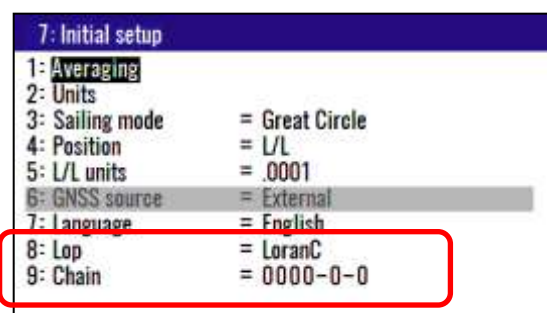 7: Initial setup
1: Averaging
2: Units
3: Sailing mode = Great Circle
4: Position = L/L
5: L/L units = .0001
6: GNSS source = External
7: Language = English
8: Lop = LoranC
9: Chain = 0000-0-0